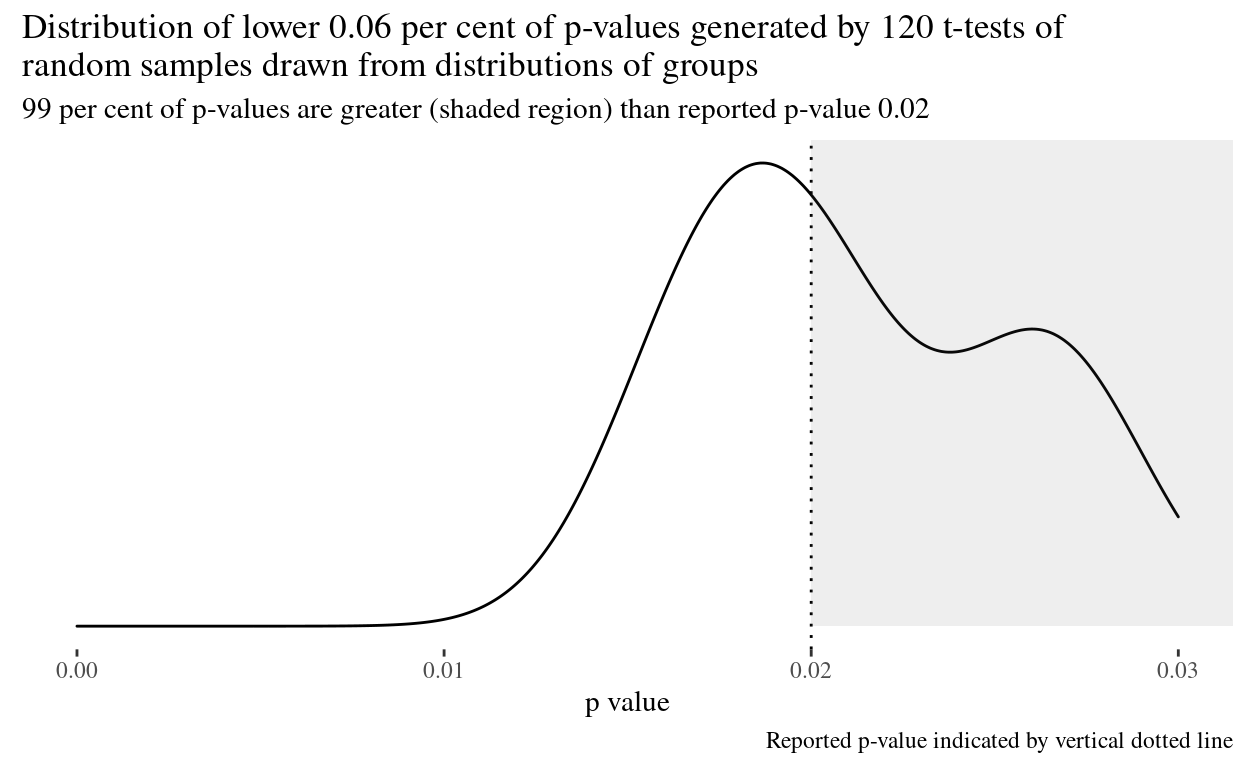 Distribution of lower 0.06 per cent of p-values generated by 120 t-tests of
random samples drawn from distributions of groups
99 per cent of p-values are greater (shaded region) than reported p-value 0.02
0.00 0.01 0.02 0.03
p value
Reported p-value indicated by vertical dotted line